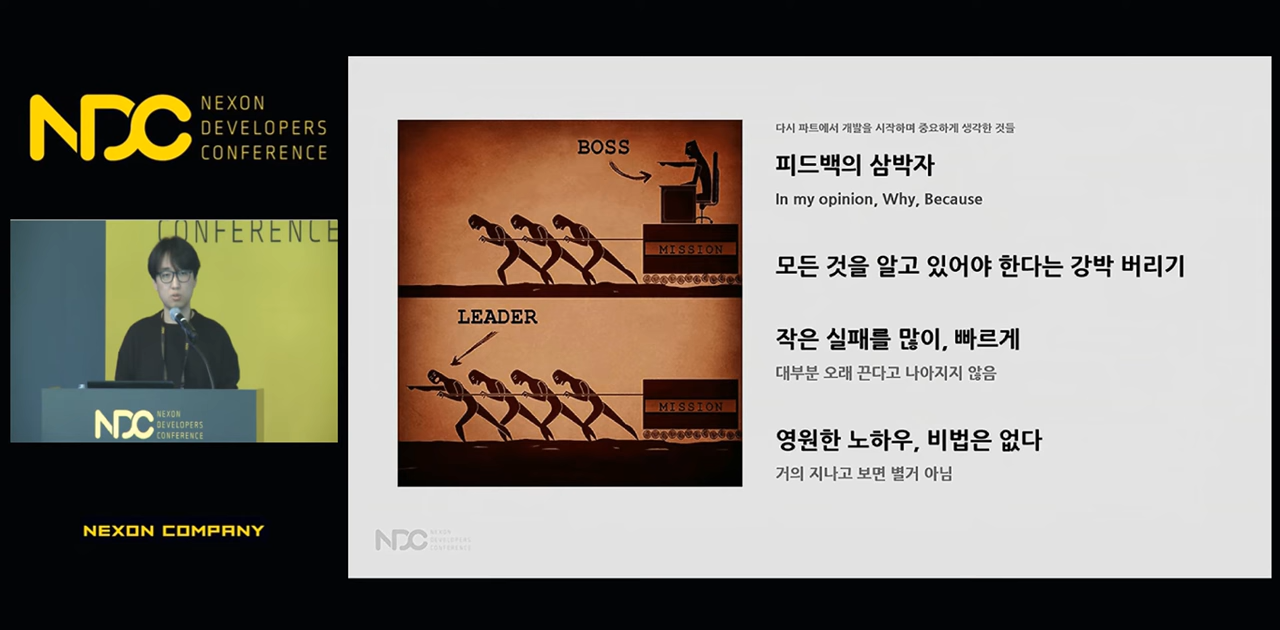 NDC NEXON
DEVELOPERS
CONFERENCE
CONFERENCE
NDC NEXON
DEVELOPERS
CONFERENCE
NEXON COMPANY
BOSS
MISSION
LEADER
MISSION
다시 파트에서 개발을 시작하며 중요하게 생각한 것들
피드백의 삼박자
In my opinion, Why, Because
모든 것을 알고 있어야 한다는 강박 버리기
작은 실패를 많이, 빠르게
대부분 오래 끈다고 나아지지 않음
영원한 노하우, 비법은 없다
거의 지나고 보면 별거 아님
NDC NEXON
DEVELOPERS
CONFERENCE